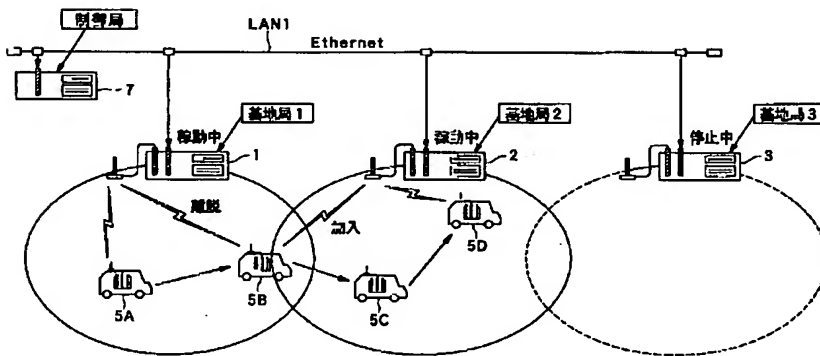 制御局
LAN1
Ethernet
7
稼動中
基地局1
1
稼動中
基地局2
2
停止中
基地局3
3
離脱
加入
5A
5B
5C
5D